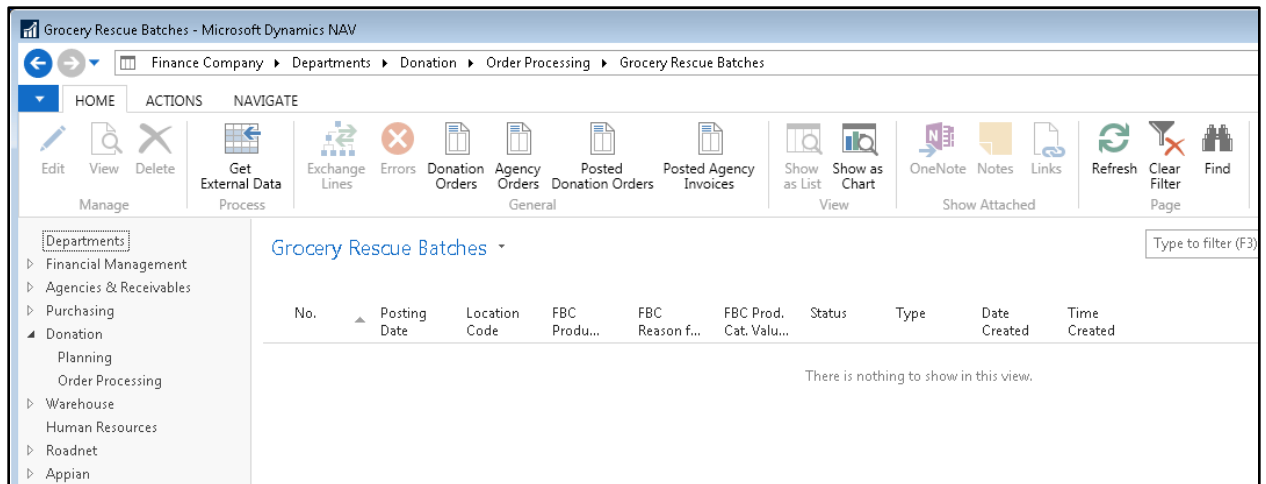 Grocery Rescue Batches - Microsoft Dynamics NAV
Finance Company ▸ Departments ▸ Donation ▸ Order Processing ▸ Grocery Rescue Batches
HOME ACTIONS NAVIGATE
Edit View Delete Get External Data Exchange Lines Errors Donation Orders Agency Orders Posted Donation Orders Posted Agency Invoices Show as List Show as Chart OneNote Notes Links Refresh Clear Filter Find
Manage Process General View Show Attached Page
Departments
Financial Management
Agencies & Receivables
Purchasing
Donation
Planning
Order Processing
Warehouse
Human Resources
Roadnet
Appian
Grocery Rescue Batches
Type to filter (F3)
No. Posting Date Location Code FBC Produ... FBC Reason f... FBC Prod. Cat. Valu... Status Type Date Created Time Created
There is nothing to show in this view.